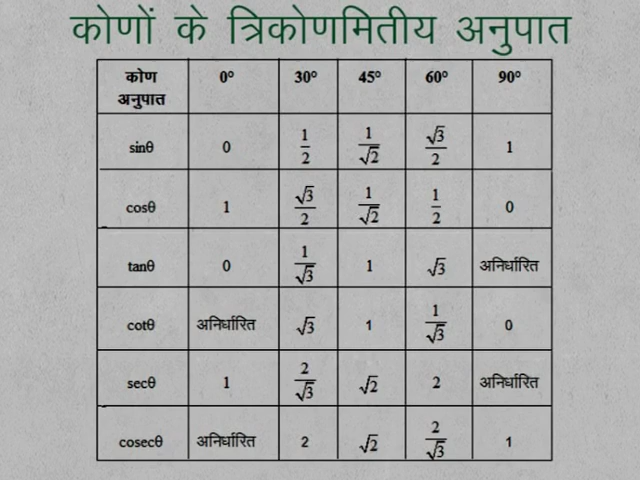 कोणों के त्रिकोणमितीय अनुपात
कोण अनुपात 0° 30° 45° 60° 90°
sinθ 0 1/2 1/√2 √3/2 1
cosθ 1 √3/2 1/√2 1/2 0
tanθ 0 1/√3 1 √3 अनिर्धारित
cotθ अनिर्धारित √3 1 1/√3 0
secθ 1 2/√3 √2 2 अनिर्धारित
cosecθ अनिर्धारित 2 √2 2/√3 1